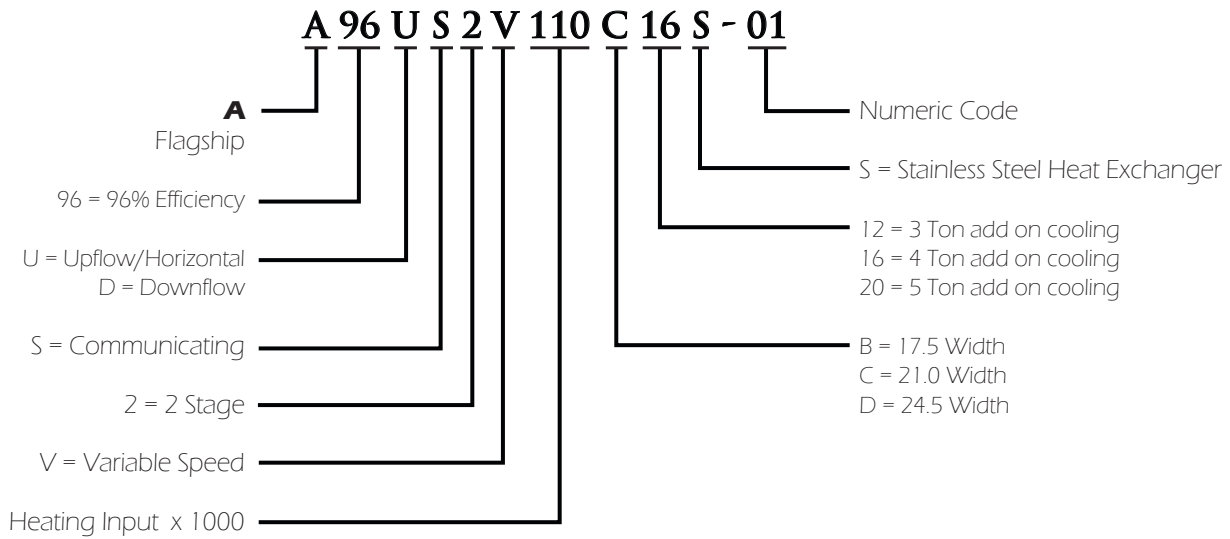 A 96 U S 2 V 110 C 16 S - 01
A
Flagship
96 = 96% Efficiency
U = Upflow/Horizontal
D = Downflow
S = Communicating
2 = 2 Stage
V = Variable Speed
Heating Input x 1000
Numeric Code
S = Stainless Steel Heat Exchanger
12 = 3 Ton add on cooling
16 = 4 Ton add on cooling
20 = 5 Ton add on cooling
B = 17.5 Width
C = 21.0 Width
D = 24.5 Width